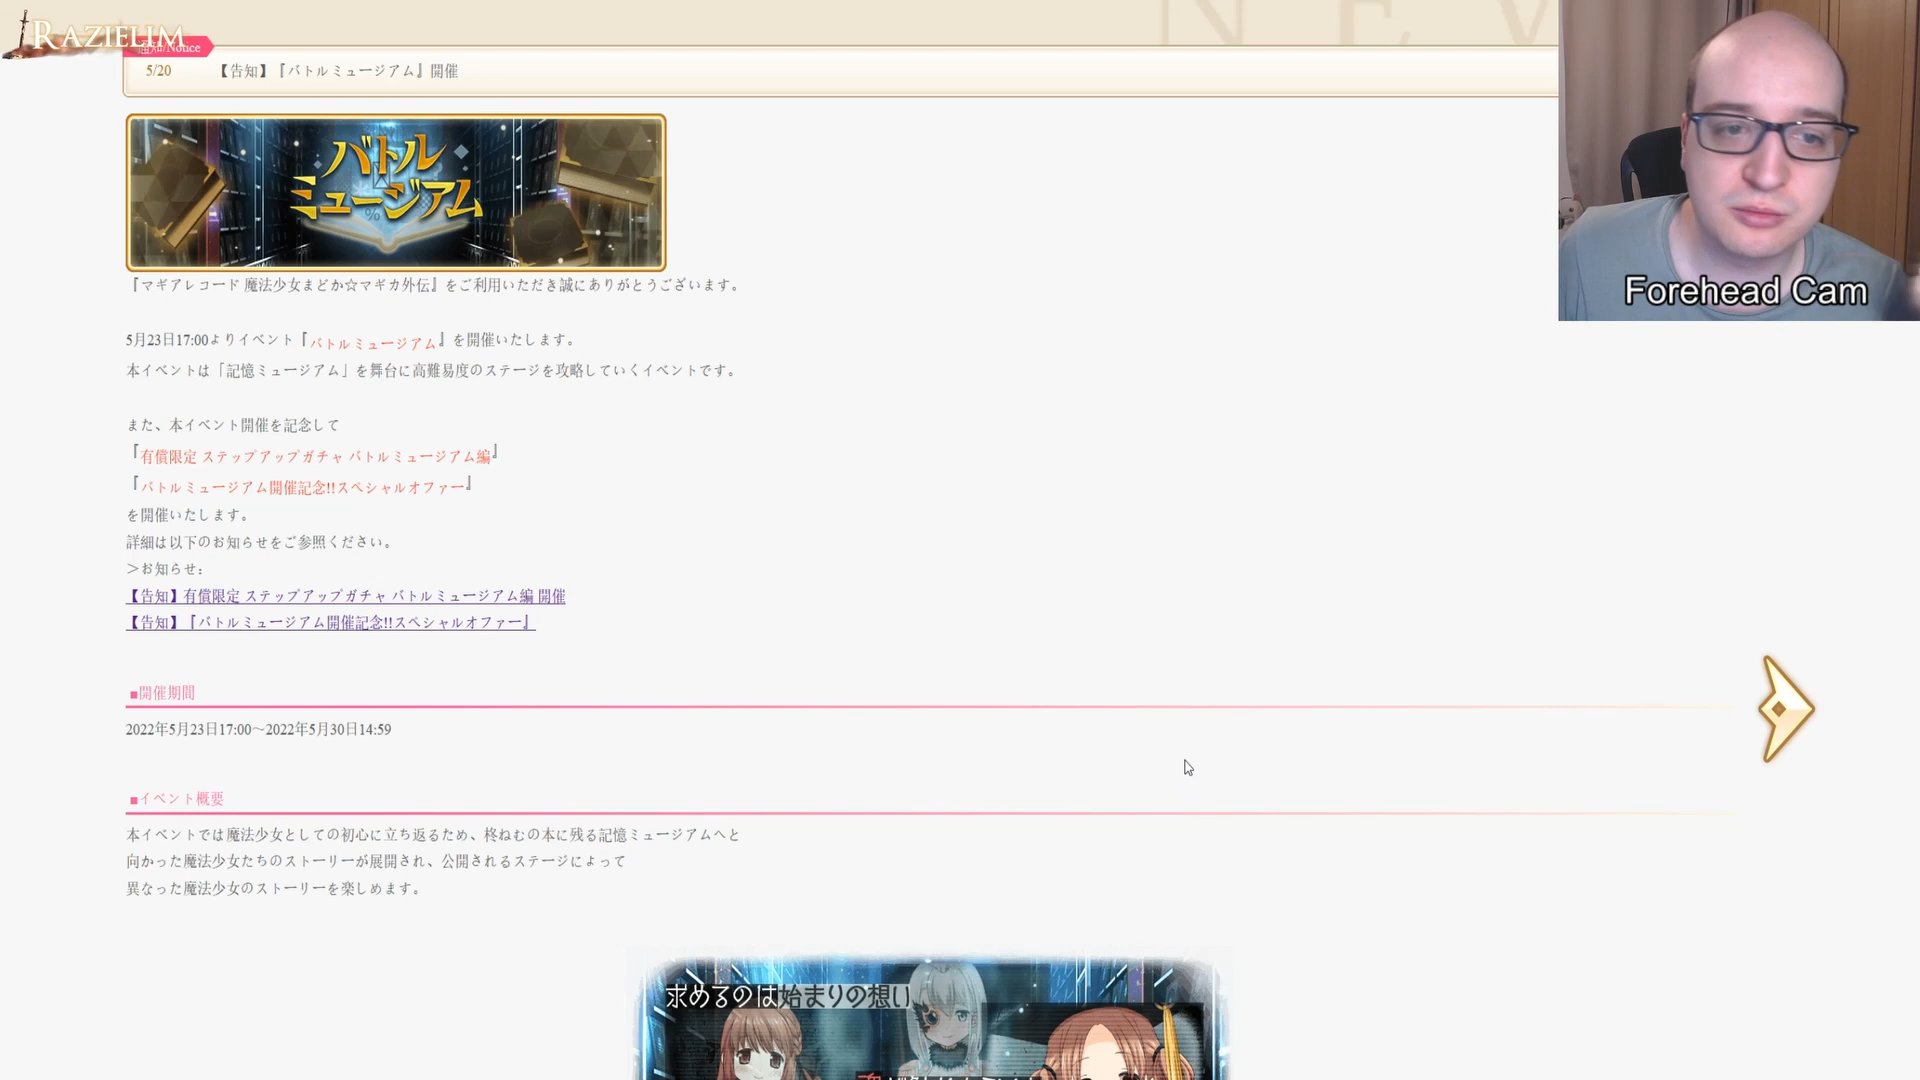 RAZIELIM
NEW
通知/Notice
5/20 【告知】『バトルミュージアム』開催
Forehead Cam
バトル
ミュージアム
『マギアレコード 魔法少女まどか☆マギカ外伝』をご利用いただき誠にありがとうございます。
5月23日17:00よりイベント『バトルミュージアム』を開催いたします。
本イベントは「記憶ミュージアム」を舞台に高難易度のステージを攻略していくイベントです。
また、本イベント開催を記念して
『有償限定 ステップアップガチャ バトルミュージアム編』
『バトルミュージアム開催記念!!スペシャルオファー』
を開催いたします。
詳細は以下のお知らせをご参照ください。
＞お知らせ:
【告知】有償限定 ステップアップガチャ バトルミュージアム編 開催
【告知】『バトルミュージアム開催記念!!スペシャルオファー』
■開催期間
2022年5月23日17:00～2022年5月30日14:59
■イベント概要
本イベントでは魔法少女としての初心に立ち返るため、柊ねむの本に残る記憶ミュージアムへと
向かった魔法少女たちのストーリーが展開され、公開されるステージによって
異なった魔法少女のストーリーを楽しめます。
求めるのは始まりの想い